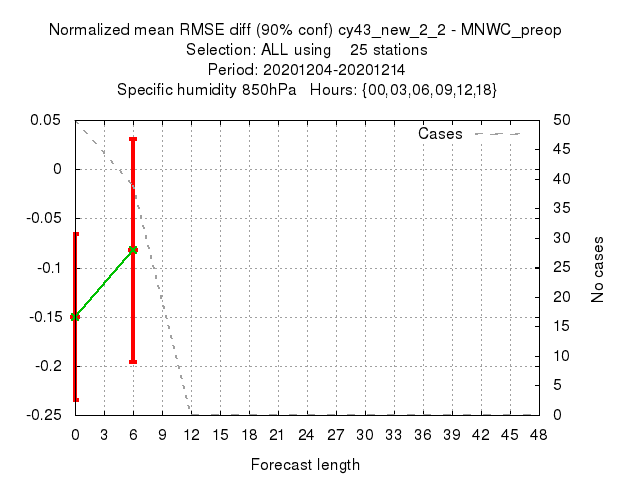 Normalized mean RMSE diff (90% conf) cy43_new_2_2 - MNWC_preop
Selection: ALL using 25 stations
Period: 20201204-20201214
Specific humidity 850hPa Hours: {00,03,06,09,12,18}
Cases
0.05
0
-0.05
-0.1
-0.15
-0.2
-0.25
50
45
40
35
30
25
20
15
10
5
0
No cases
0 3 6 9 12 15 18 21 24 27 30 33 36 39 42 45 48
Forecast length